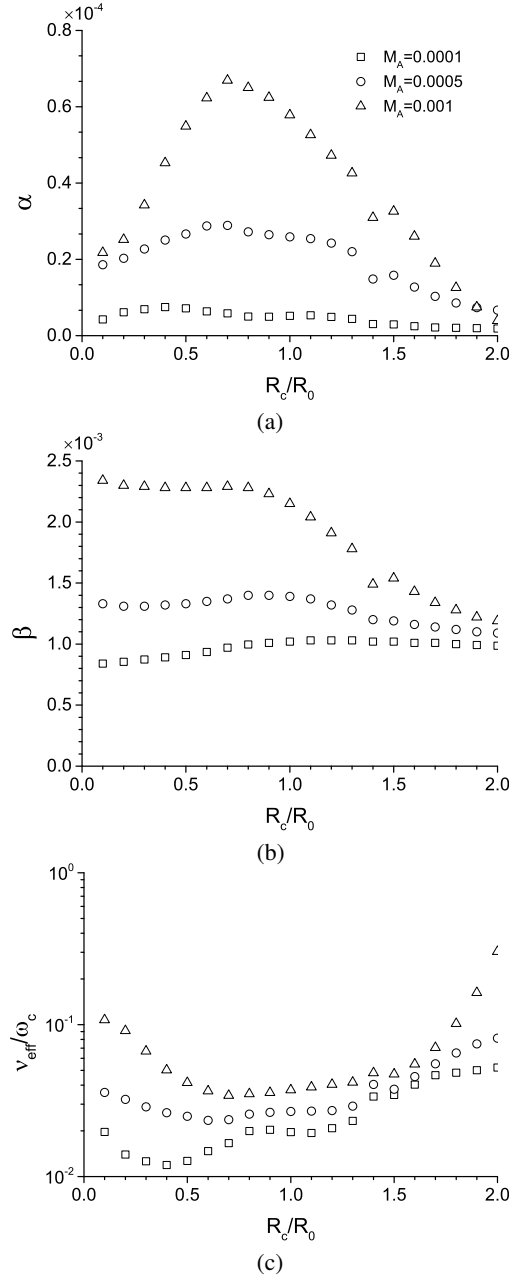 ×10⁻⁴
0.8
0.6
0.4
0.2
0.0
α
M_A=0.0001
M_A=0.0005
M_A=0.001
0.0 0.5 1.0 1.5 2.0
R_c/R_0
(a)
×10⁻³
2.5
2.0
1.5
1.0
0.5
0.0
β
0.0 0.5 1.0 1.5 2.0
R_c/R_0
(b)
10⁰
10⁻¹
10⁻²
ν_eff/ω_c
0.0 0.5 1.0 1.5 2.0
R_c/R_0
(c)